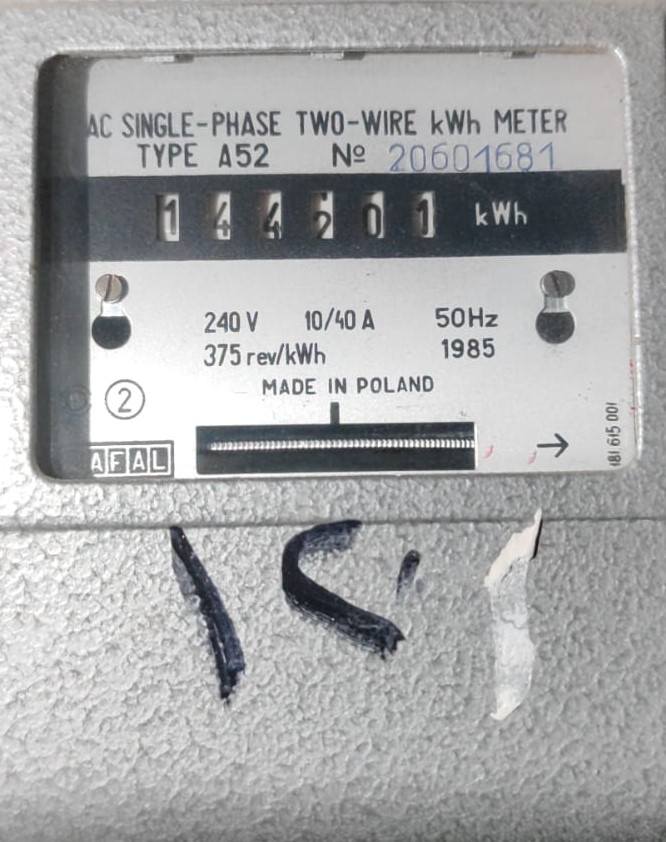 AC SINGLE-PHASE TWO-WIRE kWh METER
TYPE A52 Nº 20601681
144201 kWh
240 V 10/40 A 50Hz
375 rev/kWh 1985
MADE IN POLAND
2
AFAL
181 615 001